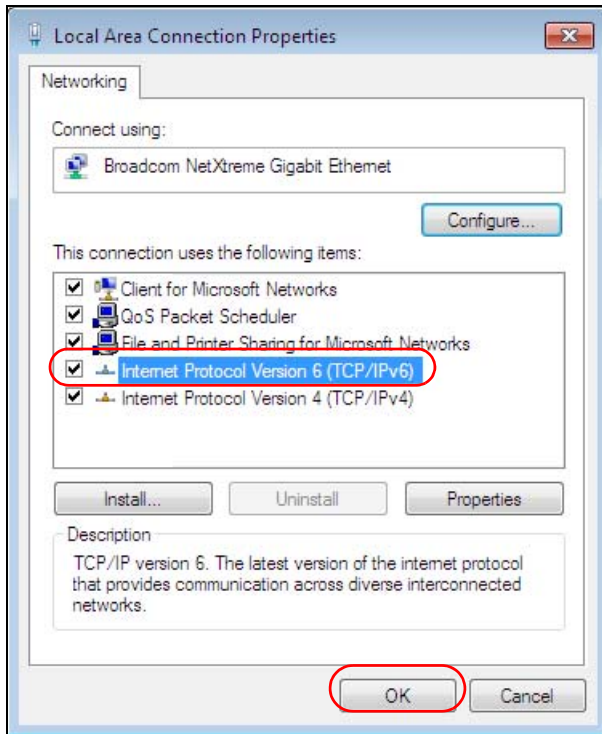 Local Area Connection Properties
Networking
Connect using:
Broadcom NetXtreme Gigabit Ethernet
Configure...
This connection uses the following items:
Client for Microsoft Networks
QoS Packet Scheduler
File and Printer Sharing for Microsoft Networks
Internet Protocol Version 6 (TCP/IPv6)
Internet Protocol Version 4 (TCP/IPv4)
Install...
Uninstall
Properties
Description
TCP/IP version 6. The latest version of the internet protocol
that provides communication across diverse interconnected
networks.
OK
Cancel